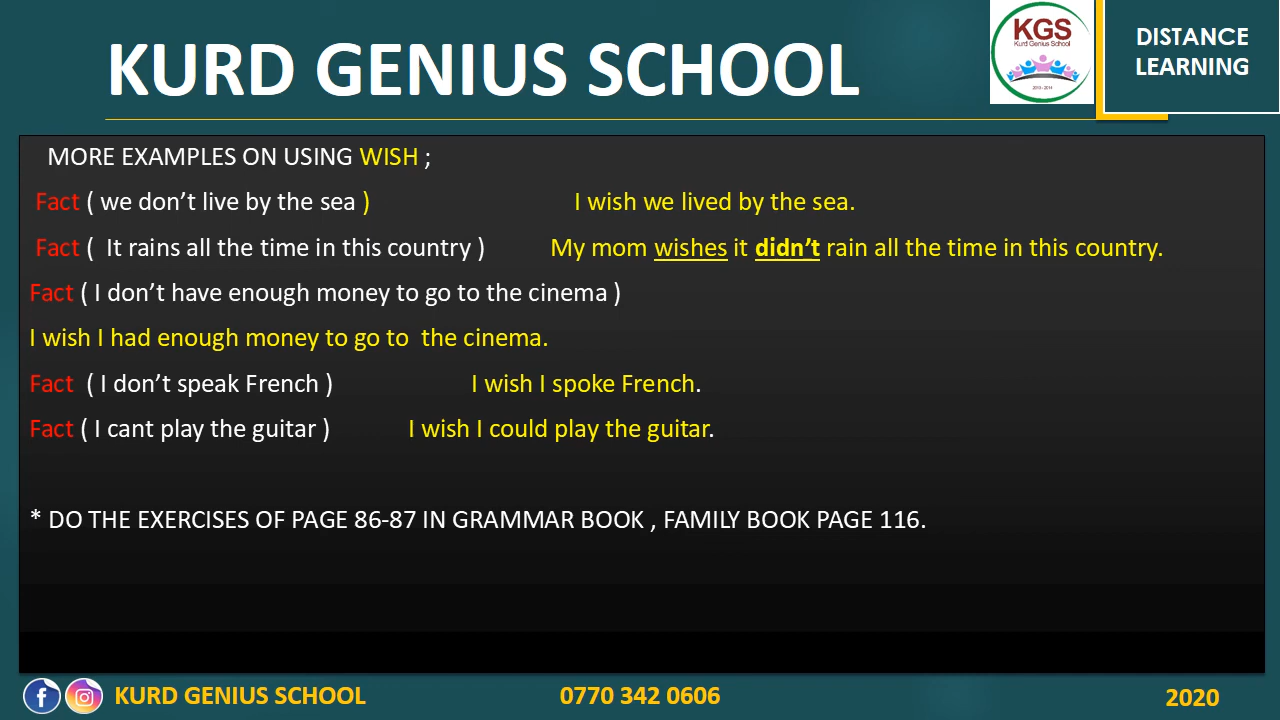 KURD GENIUS SCHOOL
KGS
Kurd Genius School
DISTANCE
LEARNING
MORE EXAMPLES ON USING WISH ;
Fact ( we don’t live by the sea ) I wish we lived by the sea.
Fact ( It rains all the time in this country ) My mom wishes it didn’t rain all the time in this country.
Fact ( I don’t have enough money to go to the cinema )
I wish I had enough money to go to the cinema.
Fact ( I don’t speak French ) I wish I spoke French.
Fact ( I cant play the guitar ) I wish I could play the guitar.
* DO THE EXERCISES OF PAGE 86-87 IN GRAMMAR BOOK , FAMILY BOOK PAGE 116.
KURD GENIUS SCHOOL 0770 342 0606 2020